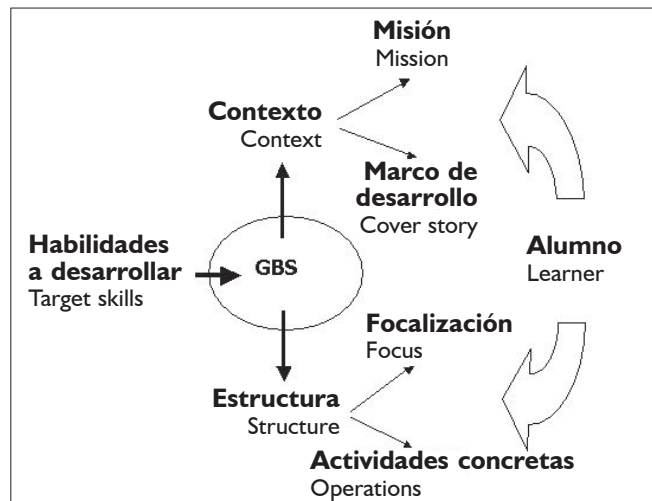 Misión
Mission
Contexto
Context
Marco de
desarrollo
Cover story
Habilidades
a desarrollar
Target skills
GBS
Alumno
Learner
Focalización
Focus
Estructura
Structure
Actividades concretas
Operations